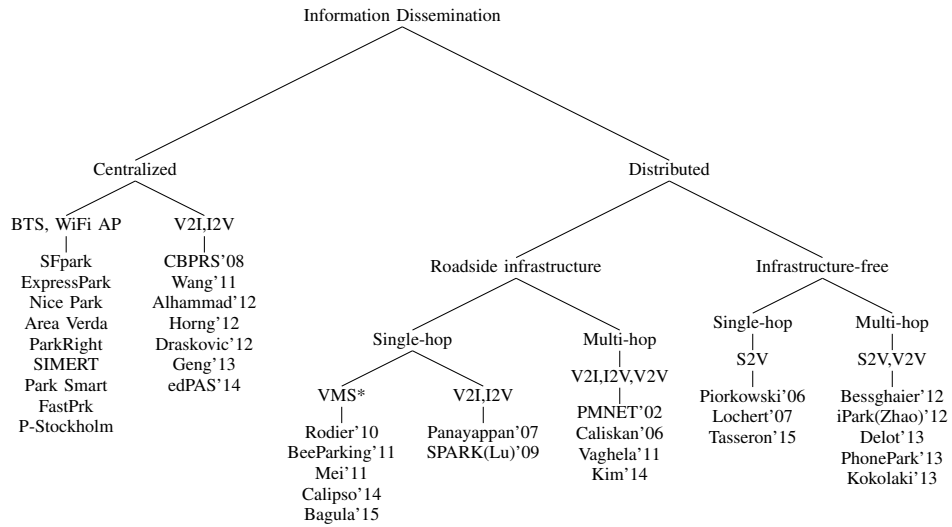 Information Dissemination
Centralized
Distributed
BTS, WiFi AP
V2I,I2V
SFpark
ExpressPark
Nice Park
Area Verda
ParkRight
SIMERT
Park Smart
FastPrk
P-Stockholm
CBPRS'08
Wang'11
Alhammad'12
Horng'12
Draskovic'12
Geng'13
edPAS'14
Roadside infrastructure
Infrastructure-free
Single-hop
Multi-hop
VMS*
V2I,I2V
Rodier'10
BeeParking'11
Mei'11
Calipso'14
Bagula'15
Panayappan'07
SPARK(Lu)'09
V2I,I2V,V2V
PMNET'02
Caliskan'06
Vaghela'11
Kim'14
Single-hop
Multi-hop
S2V
Piorkowski'06
Lochert'07
Tasseron'15
S2V,V2V
Bessghaier'12
iPark(Zhao)'12
Delot'13
PhonePark'13
Kokolaki'13